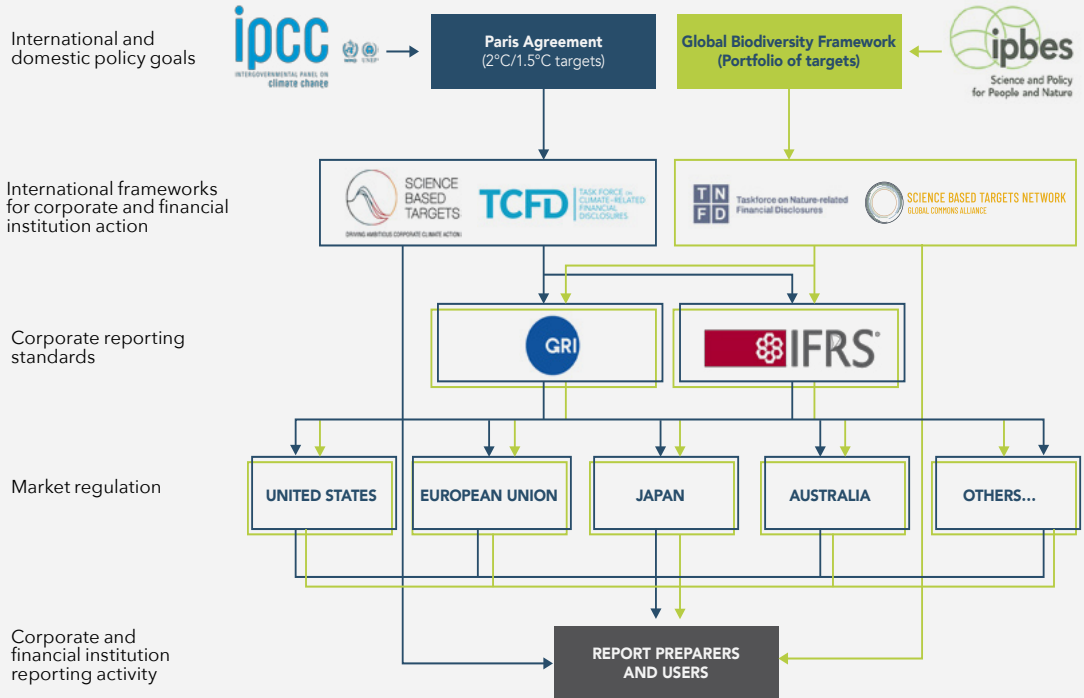 International and
domestic policy goals
ipcc
WMO UNEP
INTERGOVERNMENTAL PANEL ON
climate change
Paris Agreement
(2°C/1.5°C targets)
Global Biodiversity Framework
(Portfolio of targets)
ipbes
Science and Policy
for People and Nature
International frameworks
for corporate and financial
institution action
SCIENCE
BASED
TARGETS
DRIVING AMBITIOUS CORPORATE CLIMATE ACTION
TCFD
TASK FORCE ON
CLIMATE-RELATED
FINANCIAL
DISCLOSURES
TN
FD
Taskforce on Nature-related
Financial Disclosures
SCIENCE BASED TARGETS NETWORK
GLOBAL COMMONS ALLIANCE
Corporate reporting
standards
GRI
IFRS®
Market regulation
UNITED STATES
EUROPEAN UNION
JAPAN
AUSTRALIA
OTHERS...
Corporate and
financial institution
reporting activity
REPORT PREPARERS
AND USERS